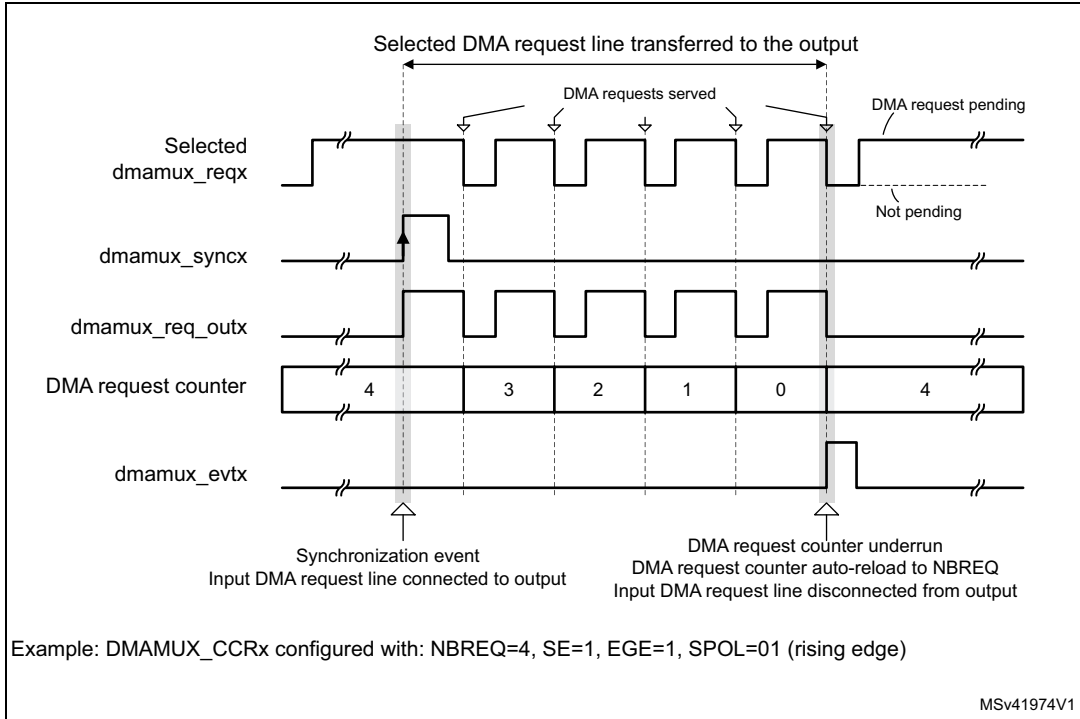 Selected DMA request line transferred to the output
DMA requests served
DMA request pending
Selected
dmamux_reqx
Not pending
dmamux_syncx
dmamux_req_outx
DMA request counter
4
3
2
1
0
4
dmamux_evtx
Synchronization event
Input DMA request line connected to output
DMA request counter underrun
DMA request counter auto-reload to NBREQ
Input DMA request line disconnected from output
Example: DMAMUX_CCRx configured with: NBREQ=4, SE=1, EGE=1, SPOL=01 (rising edge)
MSv41974V1